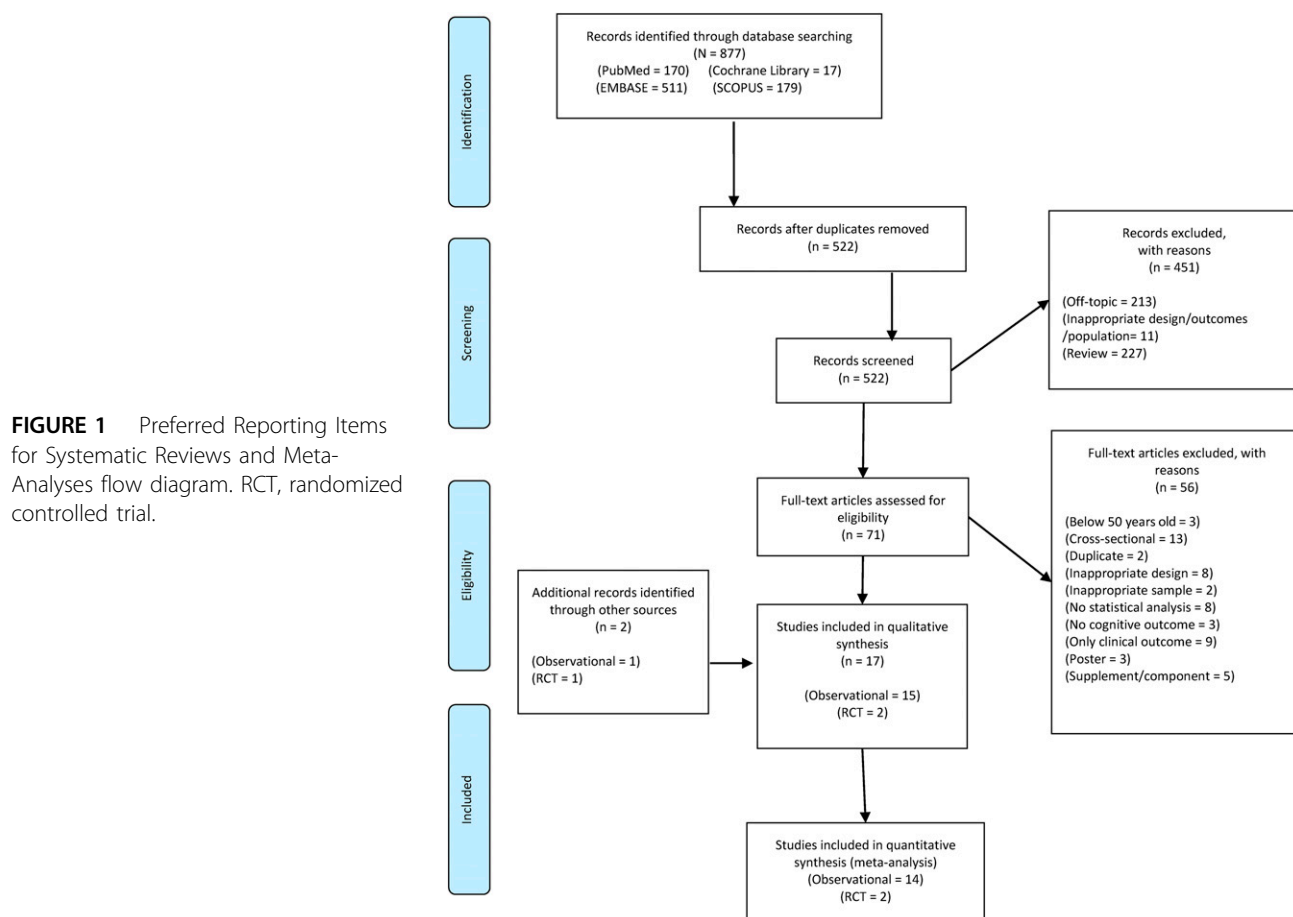 Identification
Records identified through database searching
(N = 877)
(PubMed = 170) (Cochrane Library = 17)
(EMBASE = 511) (SCOPUS = 179)
Records after duplicates removed
(n = 522)
Records excluded,
with reasons
(n = 451)
(Off-topic = 213)
(Inappropriate design/outcomes
/population= 11)
(Review = 227)
Screening
Records screened
(n = 522)
FIGURE 1 Preferred Reporting Items
for Systematic Reviews and Meta-
Analyses flow diagram. RCT, randomized
controlled trial.
Eligibility
Full-text articles assessed for
eligibility
(n = 71)
Full-text articles excluded, with
reasons
(n = 56)
(Below 50 years old = 3)
(Cross-sectional = 13)
(Duplicate = 2)
(Inappropriate design = 8)
(Inappropriate sample = 2)
(No statistical analysis = 8)
(No cognitive outcome = 3)
(Only clinical outcome = 9)
(Poster = 3)
(Supplement/component = 5)
Additional records identified
through other sources
(n = 2)
(Observational = 1)
(RCT = 1)
Studies included in qualitative
synthesis
(n = 17)
(Observational = 15)
(RCT = 2)
Included
Studies included in quantitative
synthesis (meta-analysis)
(Observational = 14)
(RCT = 2)